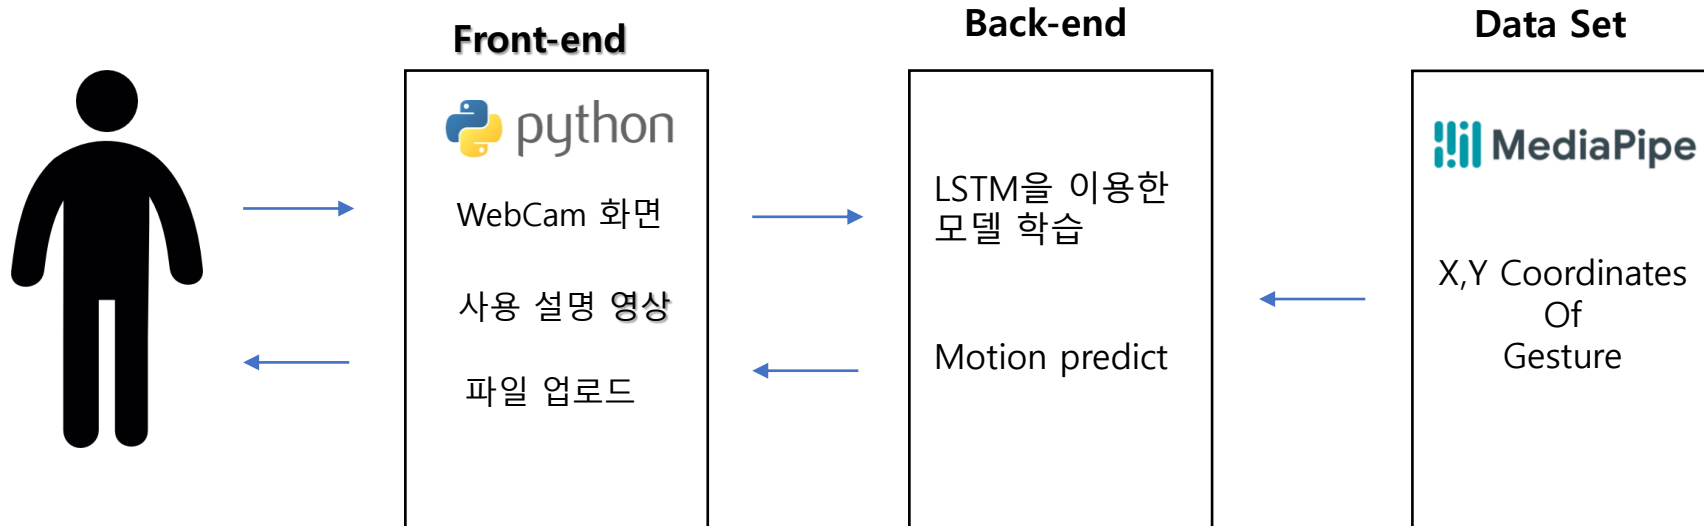 Front-end
python
WebCam 화면
사용 설명 영상
파일 업로드
Back-end
LSTM을 이용한
모델 학습
Motion predict
Data Set
MediaPipe
X,Y Coordinates
Of
Gesture